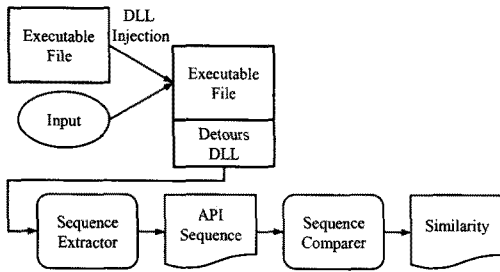 Executable
File
DLL
Injection
Input
Executable
File
Detours
DLL
Sequence
Extractor
API
Sequence
Sequence
Comparer
Similarity